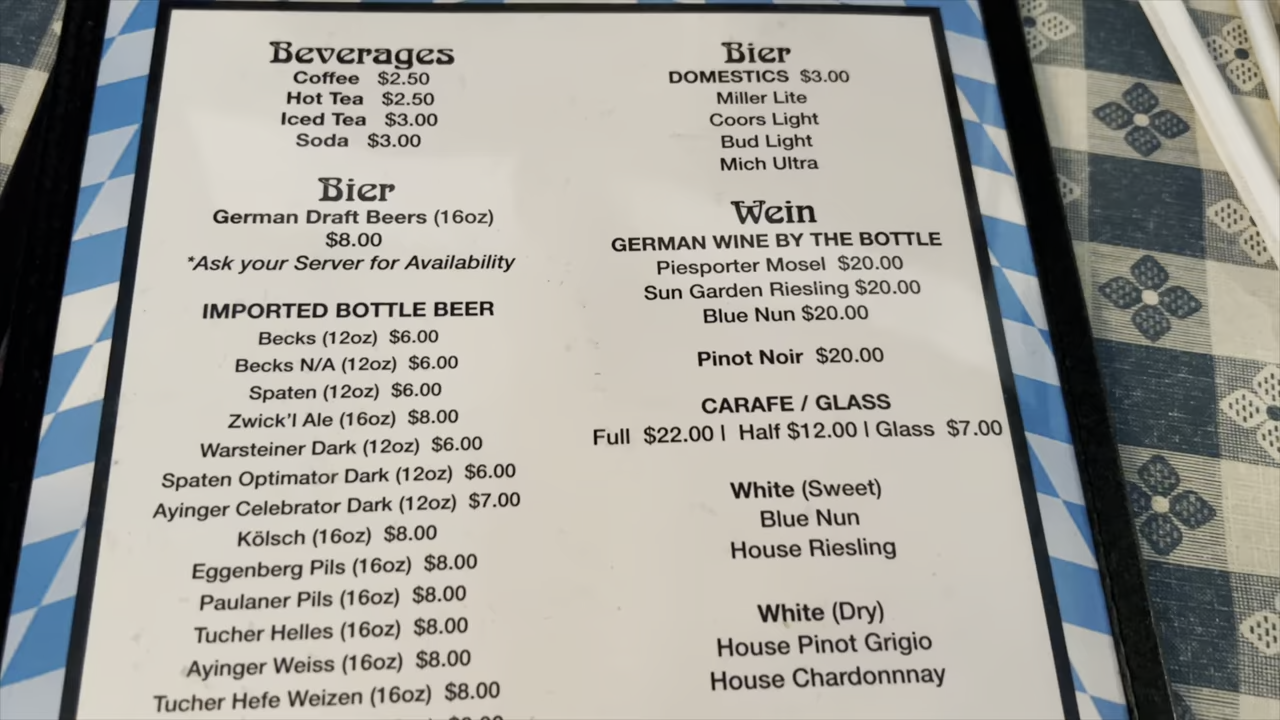 Beverages
Coffee $2.50
Hot Tea $2.50
Iced Tea $3.00
Soda $3.00
Bier
German Draft Beers (16oz)
$8.00
*Ask your Server for Availability
IMPORTED BOTTLE BEER
Becks (12oz) $6.00
Becks N/A (12oz) $6.00
Spaten (12oz) $6.00
Zwick'l Ale (16oz) $8.00
Warsteiner Dark (12oz) $6.00
Spaten Optimator Dark (12oz) $6.00
Ayinger Celebrator Dark (12oz) $7.00
Kölsch (16oz) $8.00
Eggenberg Pils (16oz) $8.00
Paulaner Pils (16oz) $8.00
Tucher Helles (16oz) $8.00
Ayinger Weiss (16oz) $8.00
Tucher Hefe Weizen (16oz) $8.00
Bier
DOMESTICS $3.00
Miller Lite
Coors Light
Bud Light
Mich Ultra
Wein
GERMAN WINE BY THE BOTTLE
Piesporter Mosel $20.00
Sun Garden Riesling $20.00
Blue Nun $20.00
Pinot Noir $20.00
CARAFE / GLASS
Full $22.00 | Half $12.00 | Glass $7.00
White (Sweet)
Blue Nun
House Riesling
White (Dry)
House Pinot Grigio
House Chardonnnay